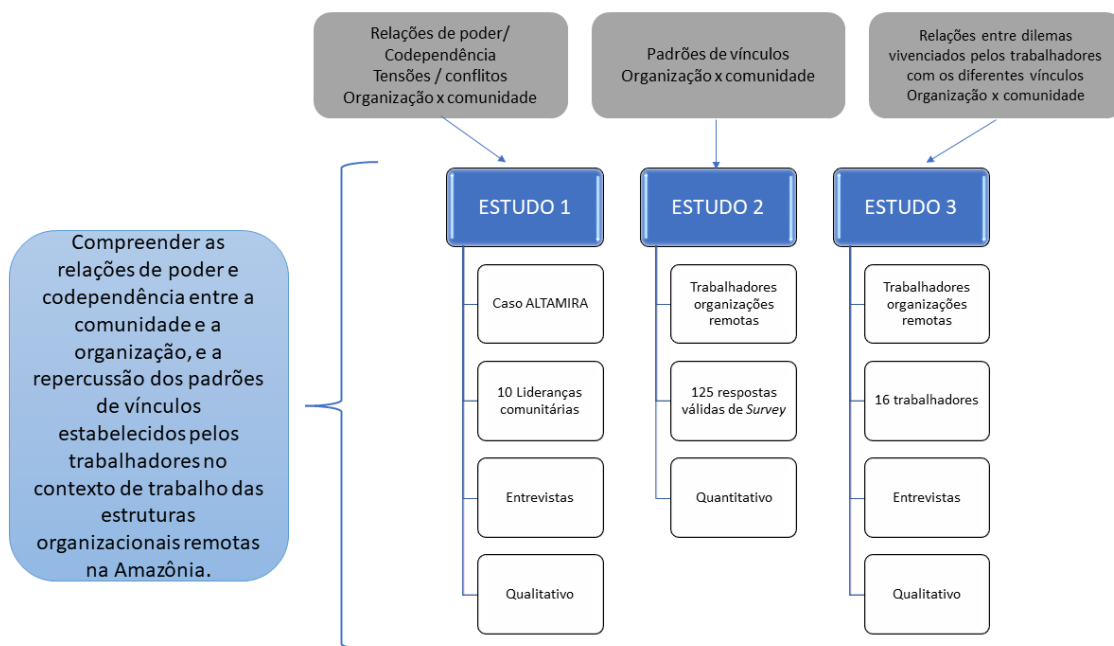 Relações de poder/
Codependência
Tensões / conflitos
Organização x comunidade
Padrões de vínculos
Organização x comunidade
Relações entre dilemas
vivenciados pelos trabalhadores
com os diferentes vínculos
Organização x comunidade
Compreender as
relações de poder e
codependência entre a
comunidade e a
organização, e a
repercussão dos padrões
de vínculos
estabelecidos pelos
trabalhadores no
contexto de trabalho das
estruturas
organizacionais remotas
na Amazônia.
ESTUDO 1
Caso ALTAMIRA
10 Lideranças
comunitárias
Entrevistas
Qualitativo
ESTUDO 2
Trabalhadores
organizações
remotas
125 respostas
válidas de Survey
Quantitativo
ESTUDO 3
Trabalhadores
organizações
remotas
16 trabalhadores
Entrevistas
Qualitativo